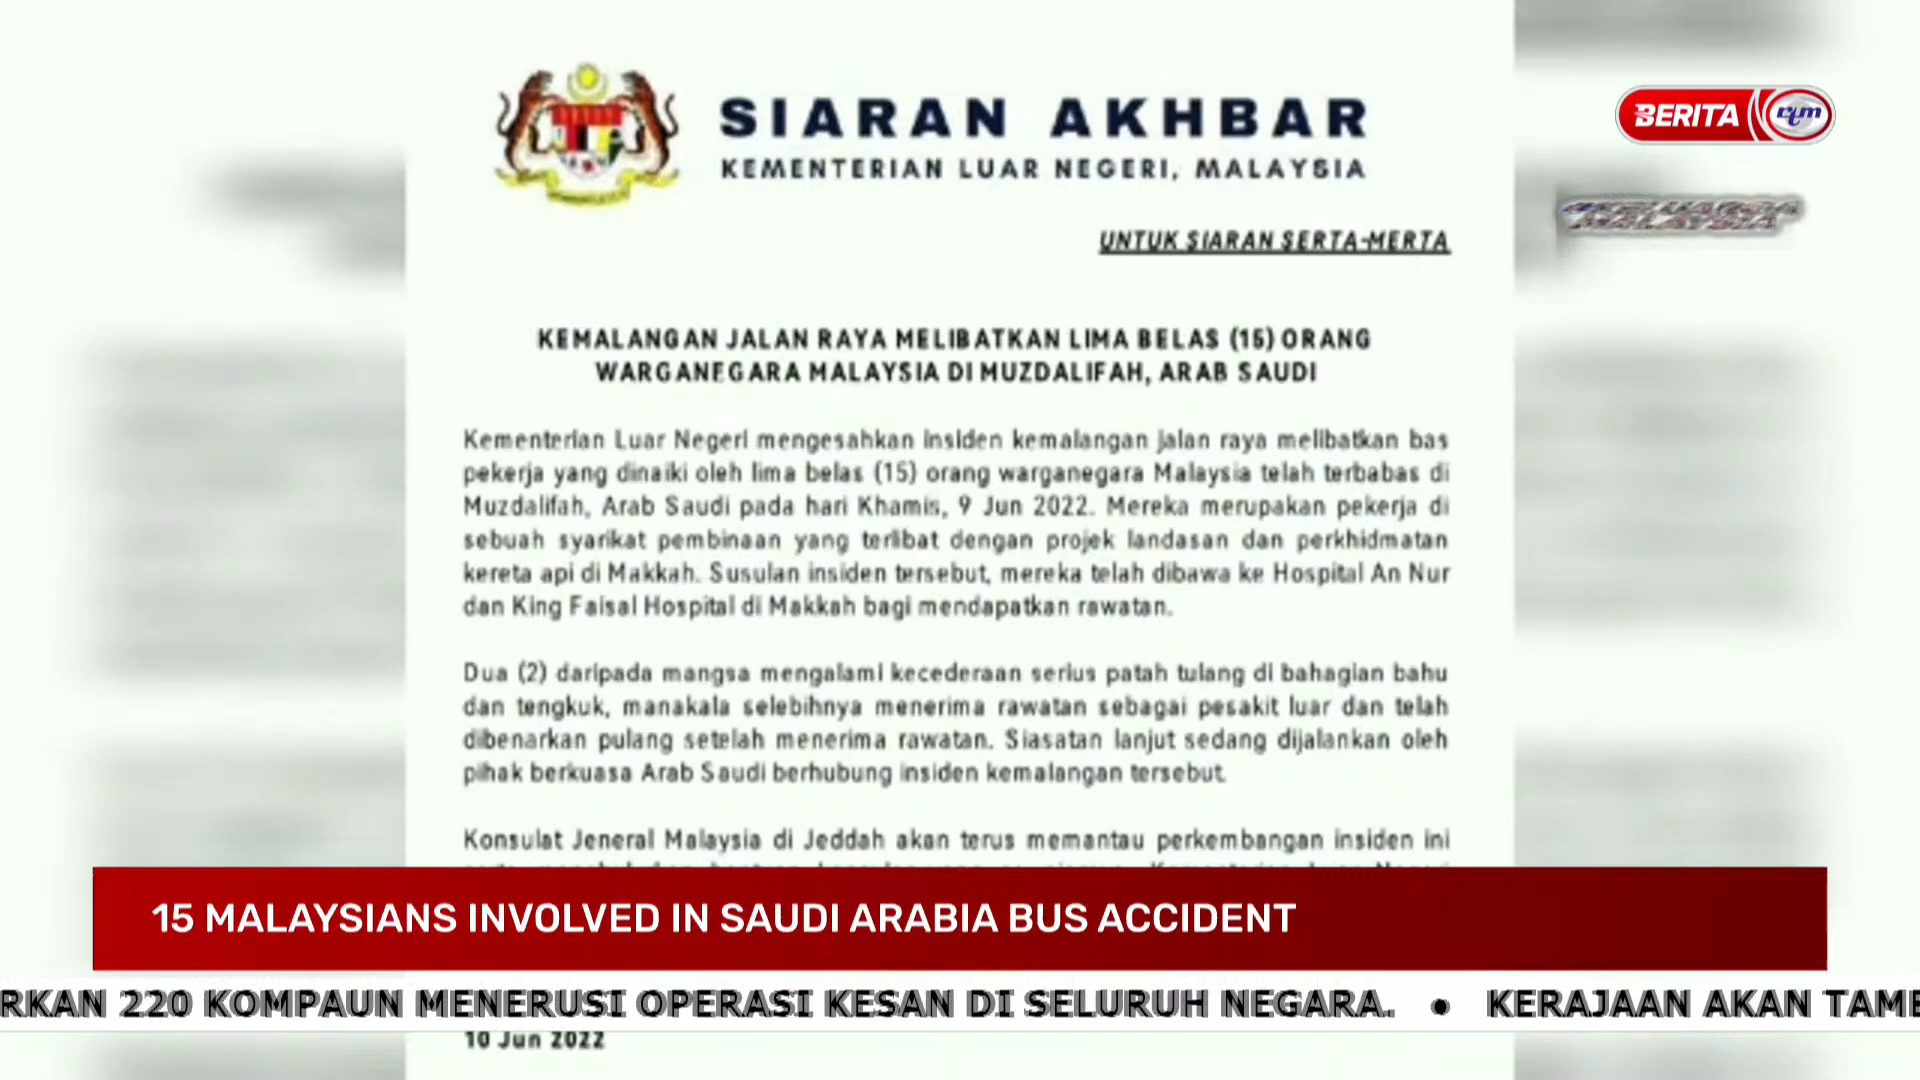 SIARAN AKHBAR
KEMENTERIAN LUAR NEGERI, MALAYSIA
BERITA rtm
MALAYSIA
UNTUK SIARAN SERTA-MERTA
KEMALANGAN JALAN RAYA MELIBATKAN LIMA BELAS (15) ORANG
WARGANEGARA MALAYSIA DI MUZDALIFAH, ARAB SAUDI
Kementerian Luar Negeri mengesahkan insiden kemalangan jalan raya melibatkan bas
pekerja yang dinaiki oleh lima belas (15) orang warganegara Malaysia telah terbabas di
Muzdalifah, Arab Saudi pada hari Khamis, 9 Jun 2022. Mereka merupakan pekerja di
sebuah syarikat pembinaan yang terlibat dengan projek landasan dan perkhidmatan
kereta api di Makkah. Susulan insiden tersebut, mereka telah dibawa ke Hospital An Nur
dan King Faisal Hospital di Makkah bagi mendapatkan rawatan.
Dua (2) daripada mangsa mengalami kecederaan serius patah tulang di bahagian bahu
dan tengkuk, manakala selebihnya menerima rawatan sebagai pesakit luar dan telah
dibenarkan pulang setelah menerima rawatan. Siasatan lanjut sedang dijalankan oleh
pihak berkuasa Arab Saudi berhubung insiden kemalangan tersebut.
Konsulat Jeneral Malaysia di Jeddah akan terus memantau perkembangan insiden ini
15 MALAYSIANS INVOLVED IN SAUDI ARABIA BUS ACCIDENT
RKAN 220 KOMPAUN MENERUSI OPERASI KESAN DI SELURUH NEGARA. • KERAJAAN AKAN TAMB
10 Jun 2022